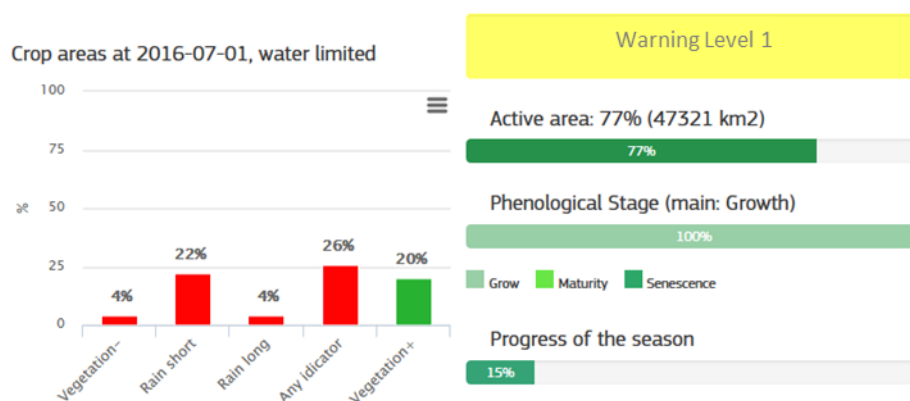 Crop areas at 2016-07-01, water limited
100
75
50
25
0
%
4%
22%
4%
26%
20%
Vegetation-
Rain short
Rain long
Any idicator
Vegetation+
Warning Level 1
Active area: 77% (47321 km2)
77%
Phenological Stage (main: Growth)
100%
Grow Maturity Senescence
Progress of the season
15%